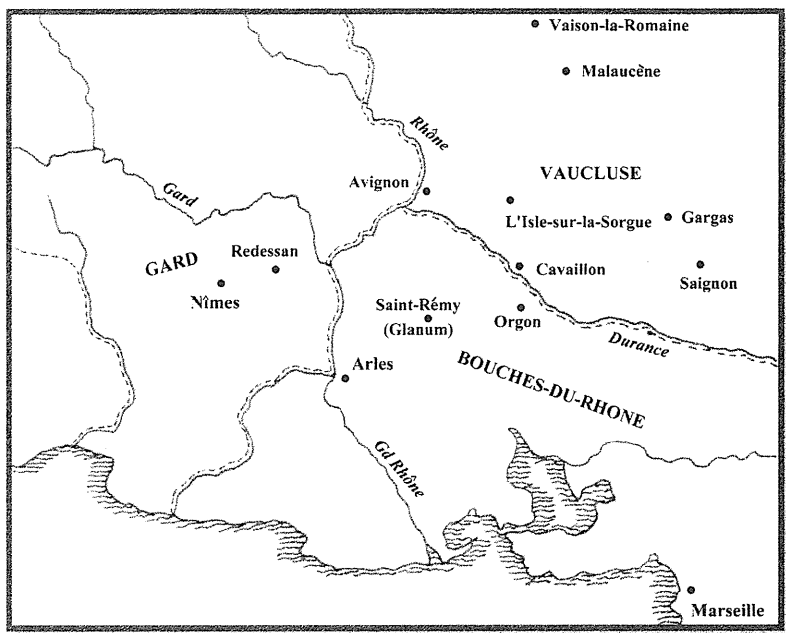 Vaison-la-Romaine
Malaucène
Rhône
VAUCLUSE
Avignon
Gard
L'Isle-sur-la-Sorgue
Gargas
GARD
Redessan
Cavaillon
Saignon
Nîmes
Saint-Rémy
(Glanum)
Orgon
Durance
Arles
BOUCHES-DU-RHONE
Gd Rhône
Marseille